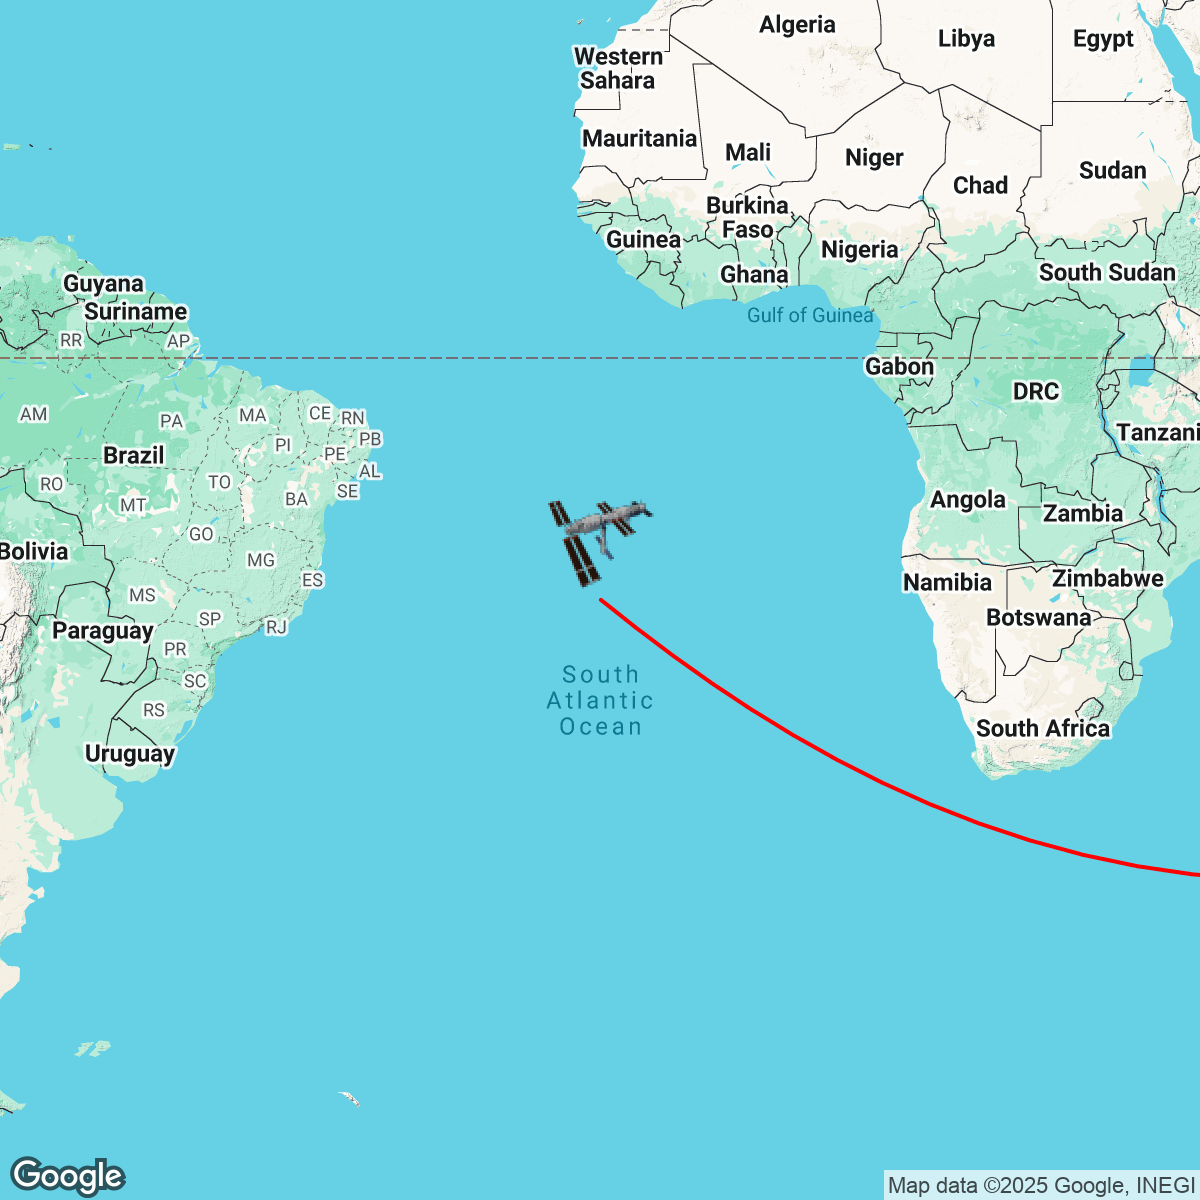 Algeria
Libya
Egypt
Western
Sahara
Mauritania
Mali
Niger
Chad
Sudan
Burkina
Faso
Guinea
Nigeria
Ghana
South Sudan
Guyana
Suriname
Gulf of Guinea
RR
AP
Gabon
DRC
AM
PA
MA
CE
RN
Tanzani
PB
PI
Brazil
PE
AL
RO
TO
SE
MT
BA
Angola
Zambia
GO
Bolivia
MG
ES
Namibia
Zimbabwe
MS
SP
Botswana
Paraguay
RJ
PR
SC
South
Atlantic
Ocean
RS
South Africa
Uruguay
Google
Map data ©2025 Google, INEGI